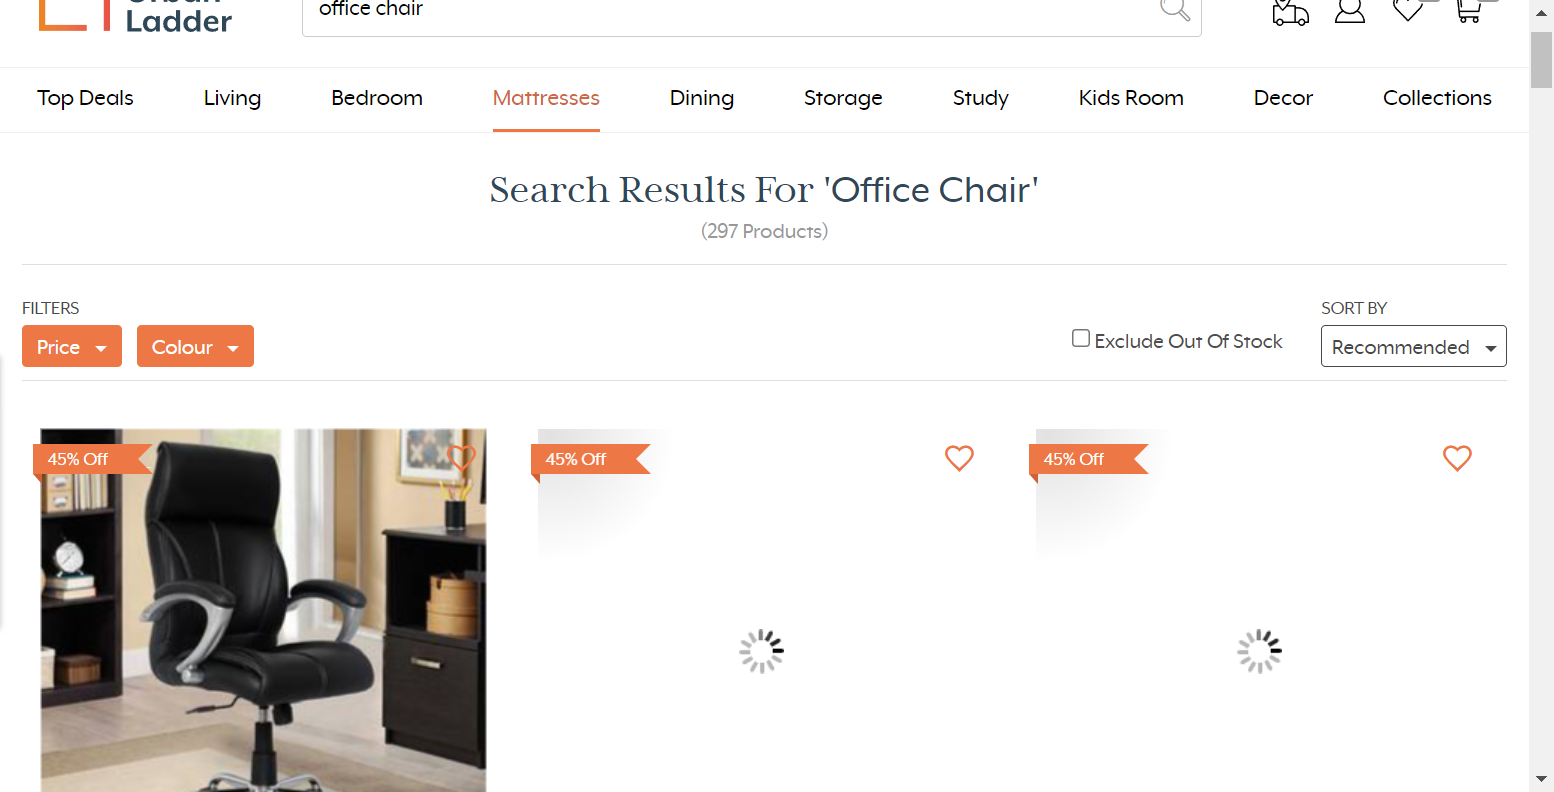 Urban
Ladder
office chair
Top Deals
Living
Bedroom
Mattresses
Dining
Storage
Study
Kids Room
Decor
Collections
Search Results For 'Office Chair'
(297 Products)
FILTERS
Price
Colour
Exclude Out Of Stock
SORT BY
Recommended
45% Off
45% Off
45% Off